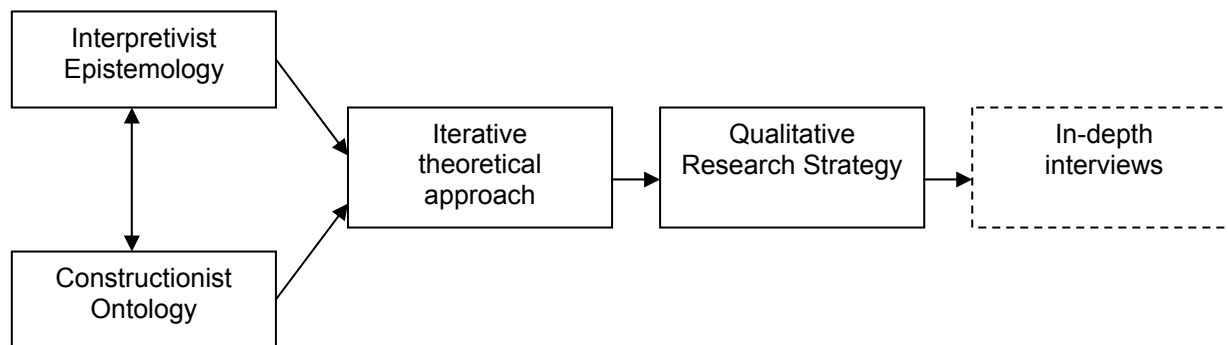 Interpretivist
Epistemology
Constructionist
Ontology
Iterative
theoretical
approach
Qualitative
Research Strategy
In-depth
interviews